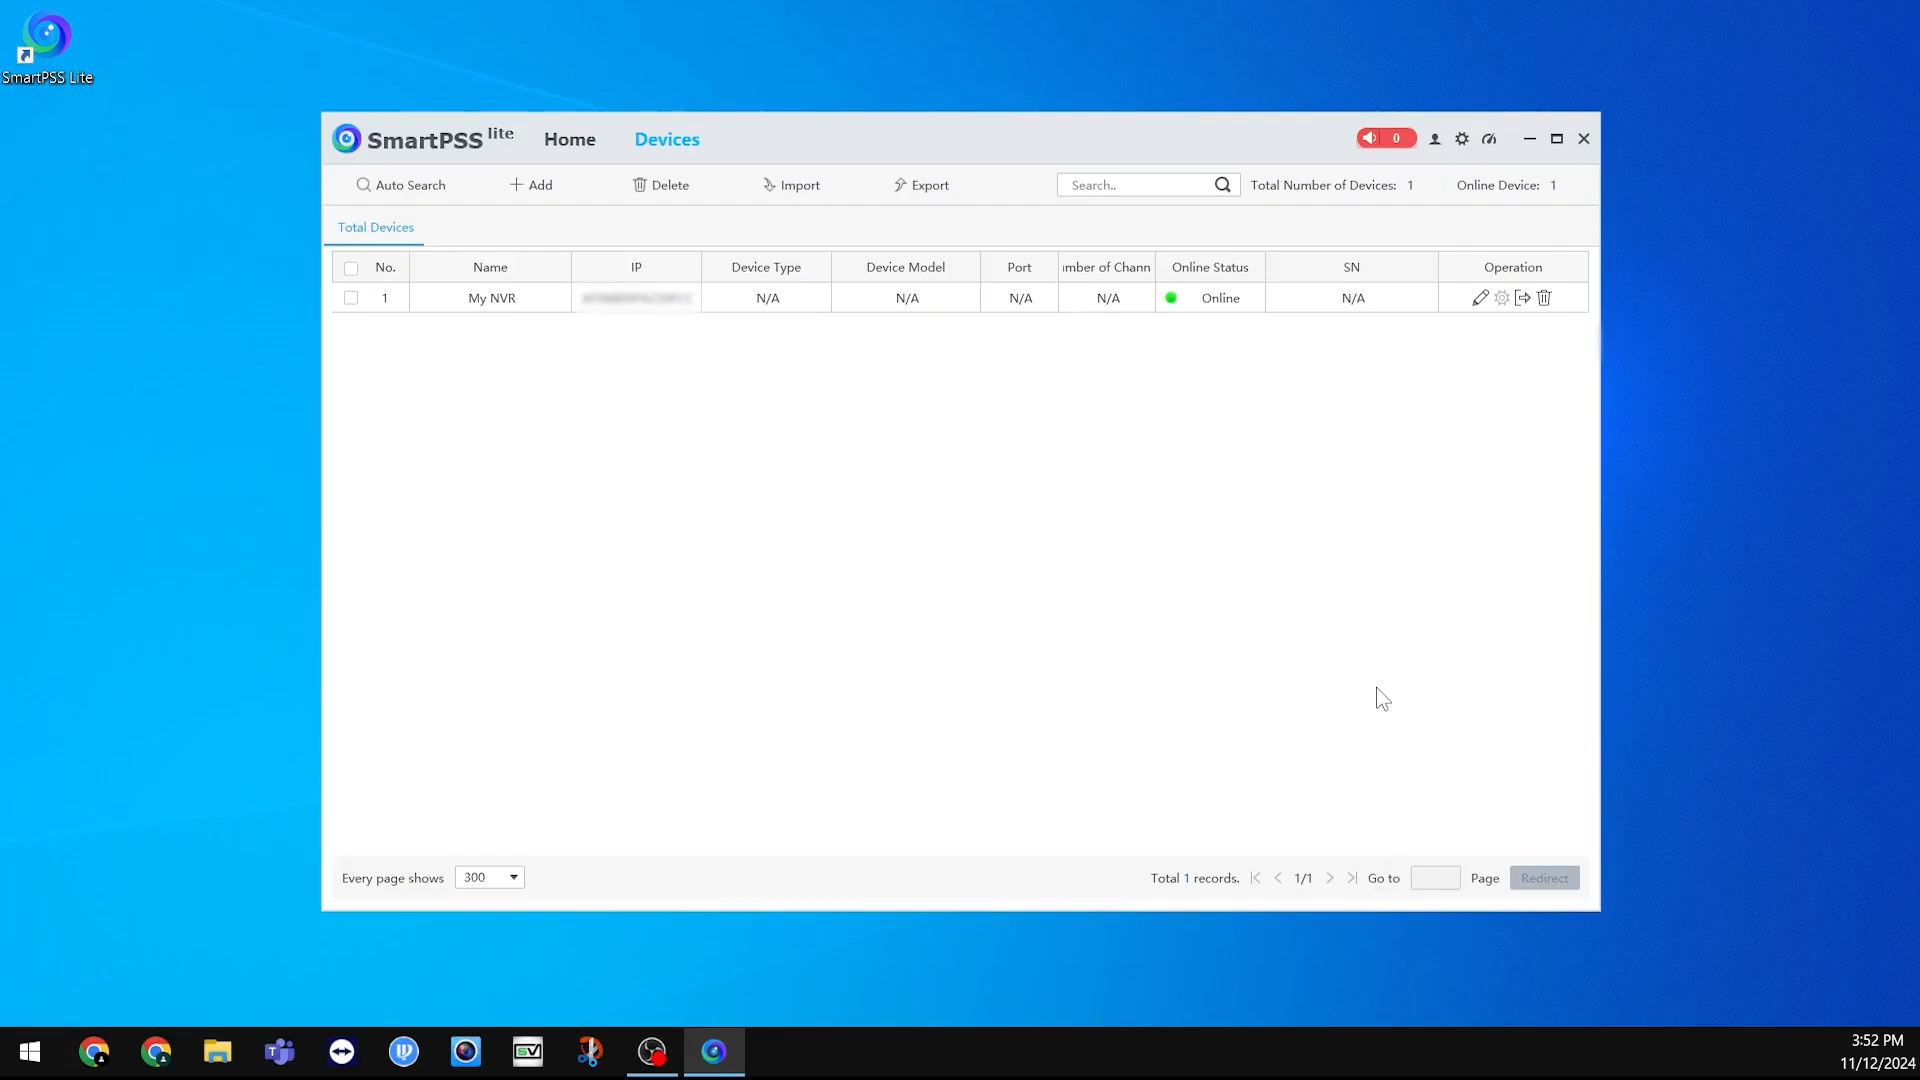 SmartPSS Lite
SmartPSS lite Home Devices 0
Auto Search Add Delete Import Export Search.. Total Number of Devices: 1 Online Device: 1
Total Devices
No. Name IP Device Type Device Model Port mber of Chann Online Status SN Operation
1 My NVR N/A N/A N/A N/A Online N/A
Every page shows 300 Total 1 records. 1/1 Go to Page Redirect
SV
3:52 PM
11/12/2024